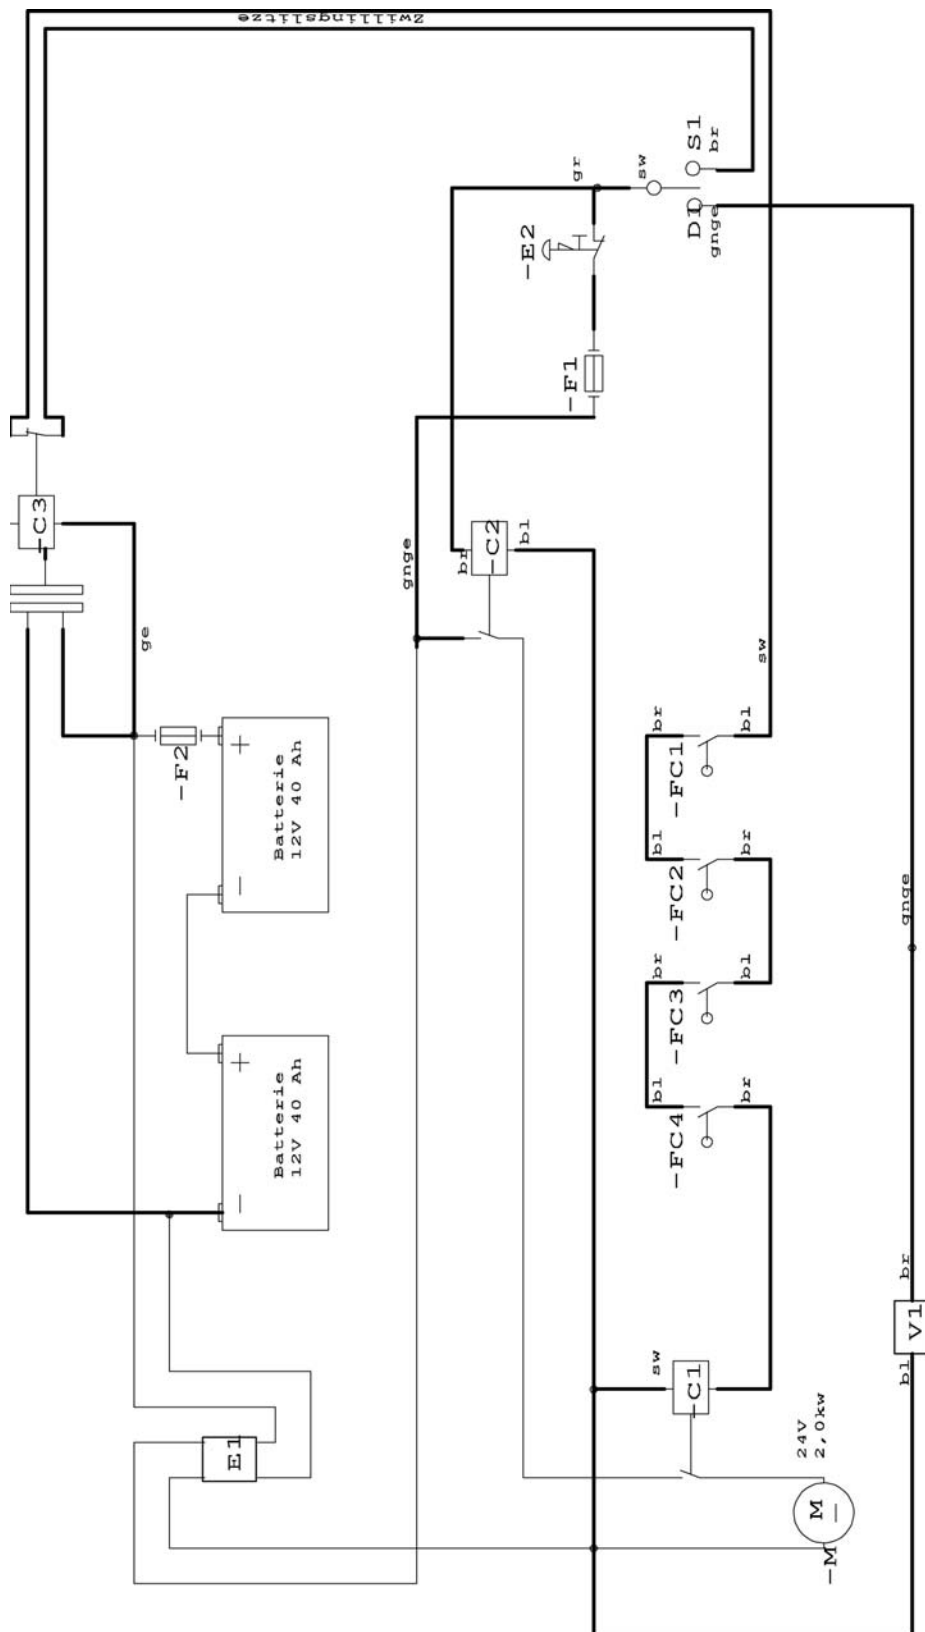 Zwillingslitze
S1
br
sw
gr
D1
gnge
-E2
-F1
-C3
-C2
bl
br
gnge
ge
sw
-F2
Batterie
12V 40 Ah
+
-
br
bl
-FC1
bl
br
-FC2
gnge
br
bl
-FC3
bl
br
-FC4
Batterie
12V 40 Ah
+
-
br
V1
bl
sw
-C1
E1
24V
2,0kw
M
-M